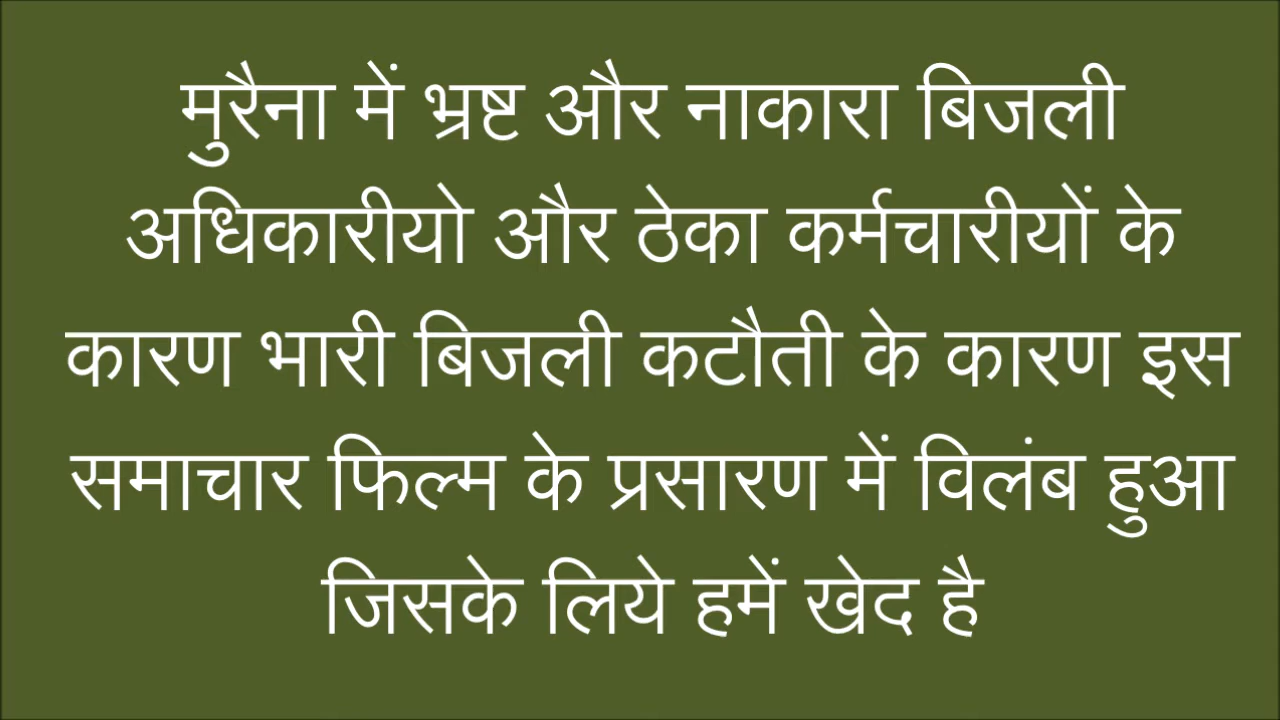 मुरैना में भ्रष्ट और नाकारा बिजली
अधिकारीयो और ठेका कर्मचारीयों के
कारण भारी बिजली कटौती के कारण इस
समाचार फिल्म के प्रसारण में विलंब हुआ
जिसके लिये हमें खेद है